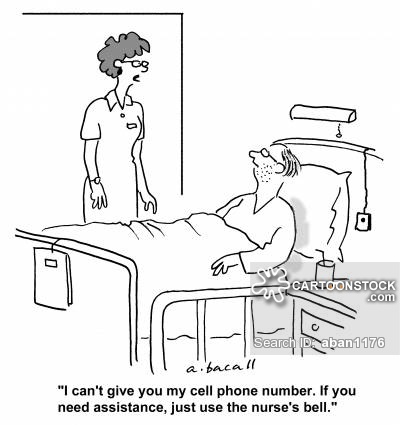 CARTOONSTOCK
.com
Search ID: aban1176
a.bacall
"I can't give you my cell phone number. If you
need assistance, just use the nurse's bell."